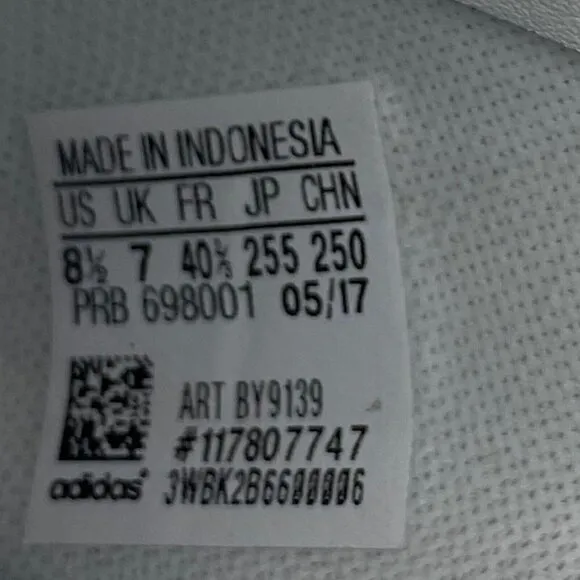 MADE IN INDONESIA
US UK FR JP CHN
8½ 7 40⅔ 255 250
PRB 698001 05/17
ART BY9139
#117807747
adidas 3WBK2B6600006